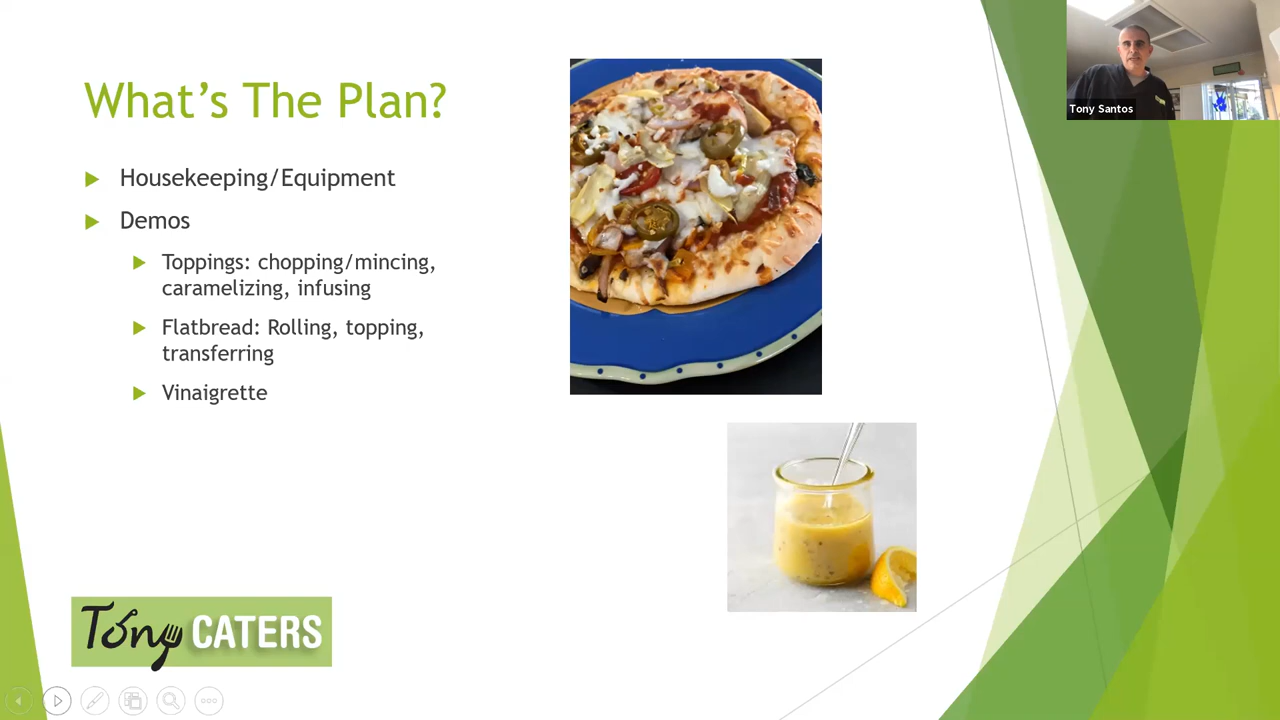 What's The Plan?
Housekeeping/Equipment
Demos
Toppings: chopping/mincing,
caramelizing, infusing
Flatbread: Rolling, topping,
transferring
Vinaigrette
Tony Santos
Tony CATERS